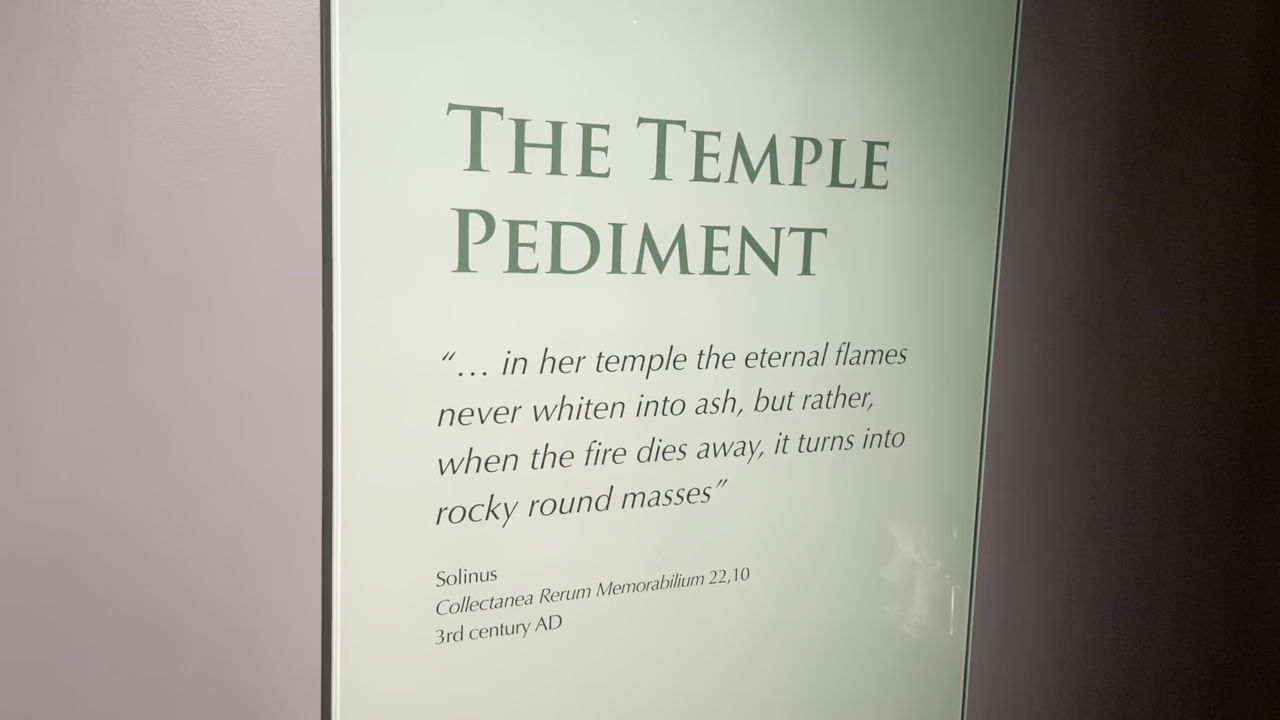 THE TEMPLE
PEDIMENT
“... in her temple the eternal flames
never whiten into ash, but rather,
when the fire dies away, it turns into
rocky round masses”
Solinus
Collectanea Rerum Memorabilium 22,10
3rd century AD